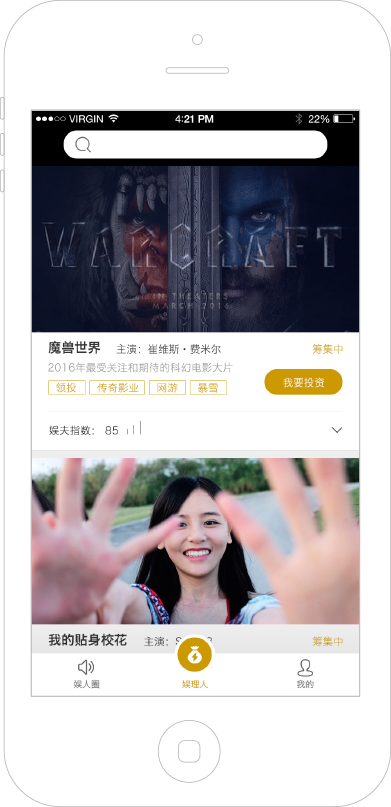 VIRGIN 4:21 PM 22%
WARCRAFT
IN THEATERS
MARCH 2016
魔兽世界 主演：崔维斯·费米尔 筹集中
2016年最受关注和期待的科幻电影大片
领投 传奇影业 网游 暴雪
我要投资
娱夫指数： 85
我的贴身校花 主演： 筹集中
娱人圈 娱理人 我的